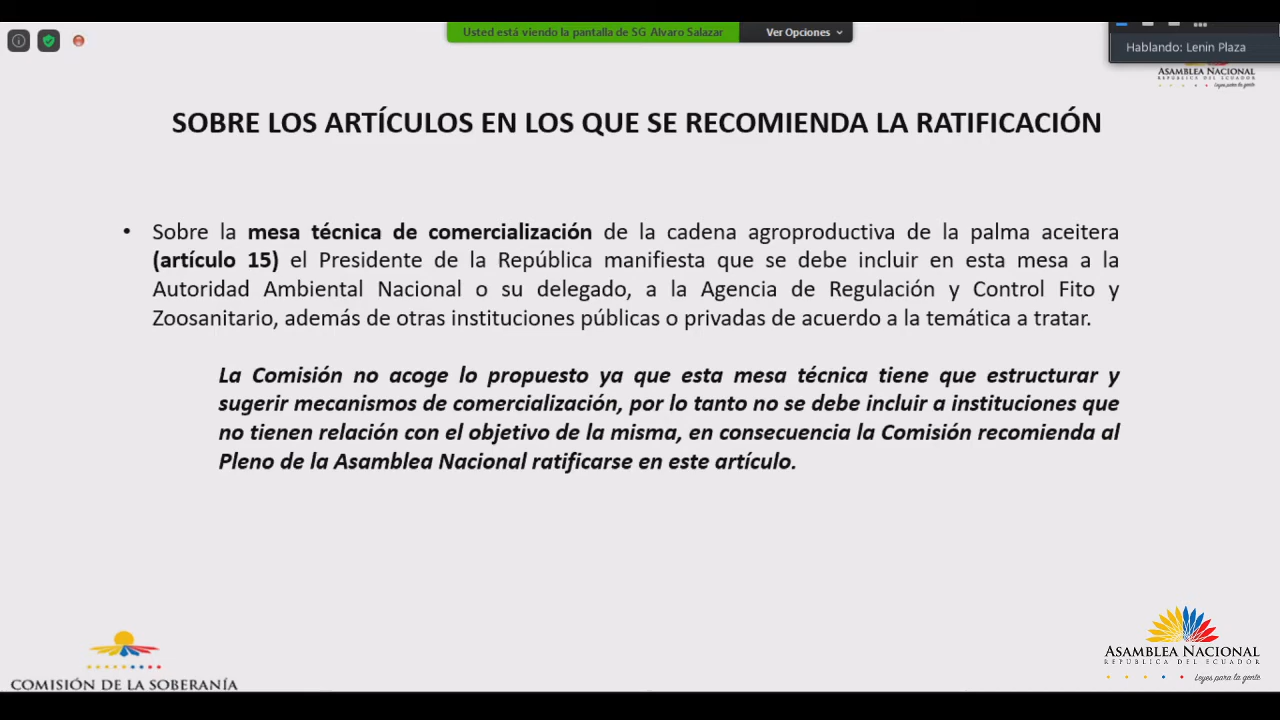 Usted está viendo la pantalla de SG Alvaro Salazar
Ver Opciones
Hablando: Lenin Plaza
ASAMBLEA NACIONAL
REPÚBLICA DEL ECUADOR
Leyes para la gente
SOBRE LOS ARTÍCULOS EN LOS QUE SE RECOMIENDA LA RATIFICACIÓN
• Sobre la mesa técnica de comercialización de la cadena agroproductiva de la palma aceitera
(artículo 15) el Presidente de la República manifiesta que se debe incluir en esta mesa a la
Autoridad Ambiental Nacional o su delegado, a la Agencia de Regulación y Control Fito y
Zoosanitario, además de otras instituciones públicas o privadas de acuerdo a la temática a tratar.
La Comisión no acoge lo propuesto ya que esta mesa técnica tiene que estructurar y
sugerir mecanismos de comercialización, por lo tanto no se debe incluir a instituciones que
no tienen relación con el objetivo de la misma, en consecuencia la Comisión recomienda al
Pleno de la Asamblea Nacional ratificarse en este artículo.
COMISIÓN DE LA SOBERANÍA
ASAMBLEA NACIONAL
REPÚBLICA DEL ECUADOR
Leyes para la gente